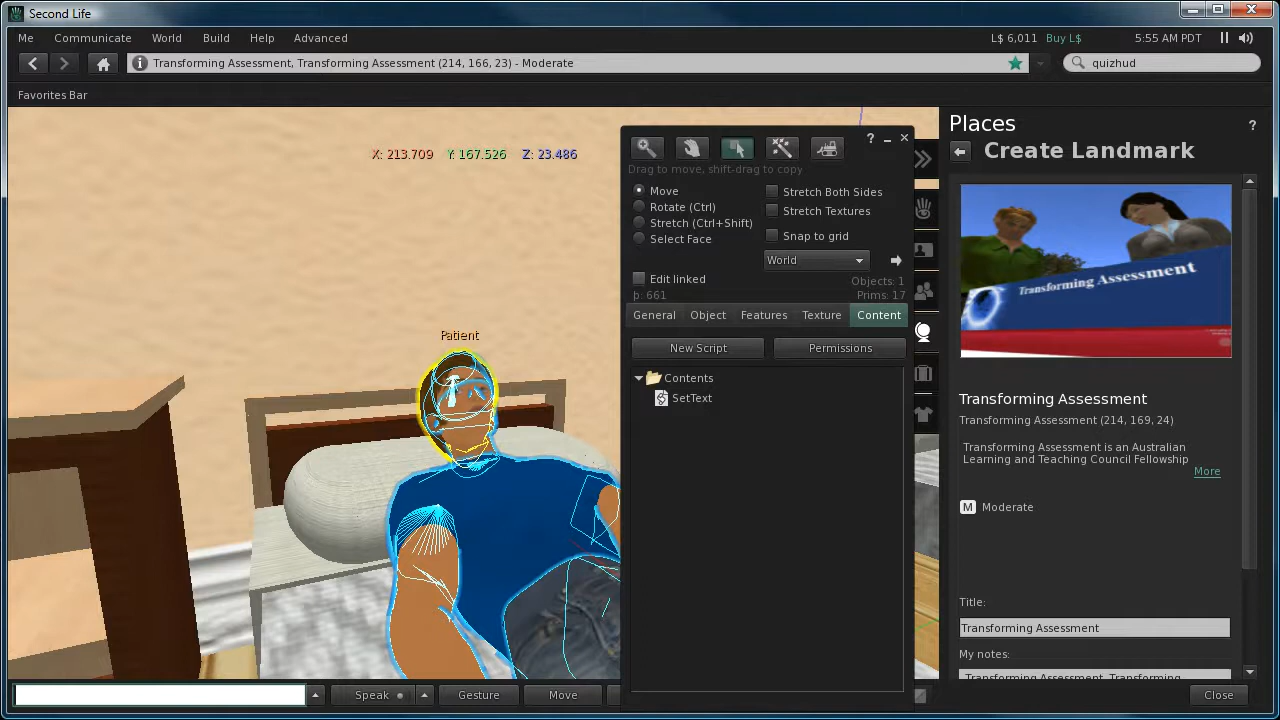 Second Life
Me Communicate World Build Help Advanced
L$ 6,011 Buy L$ 5:55 AM PDT
Transforming Assessment, Transforming Assessment (214, 166, 23) - Moderate
quizhud
Favorites Bar
X: 213.709 Y: 167.526 Z: 23.486
Patient
? 
Drag to move, shift-drag to copy
Move
Rotate (Ctrl)
Stretch (Ctrl+Shift)
Select Face
Stretch Both Sides
Stretch Textures
Snap to grid
World
Edit linked
Objects: 1
þ: 661
Prims: 17
General Object Features Texture Content
New Script Permissions
Contents
SetText
Places
?
Create Landmark
Transforming Assessment
Transforming Assessment
Transforming Assessment (214, 169, 24)
Transforming Assessment is an Australian
Learning and Teaching Council Fellowship
More
M Moderate
Title:
Transforming Assessment
My notes:
Transforming Assessment, Transforming
Speak Gesture Move
Close